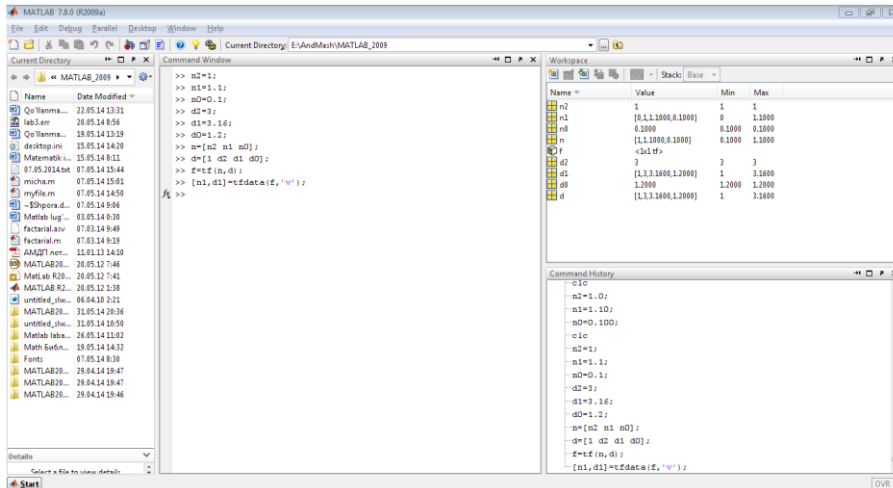 MATLAB 7.8.0 (R2009a)
File Edit Debug Parallel Desktop Window Help
Current Directory: E:\AndMash\MATLAB_2009
Current Directory
« MATLAB_2009
Name Date Modified
Qo'llanma... 22.05.14 13:31
lab3.err 20.05.14 8:56
Qo'llanma... 19.05.14 13:19
desktop.ini 15.05.14 14:20
Matematik i... 15.05.14 8:11
07.05.2014.txt 07.05.14 15:44
micha.m 07.05.14 15:01
myfile.m 07.05.14 14:50
~$Shpora.d... 07.05.14 9:06
Matlab lug'... 03.05.14 0:30
factarial.asv 07.03.14 9:49
factarial.m 07.03.14 9:19
АМДП лот... 11.01.13 14:10
MATLAB20... 20.05.12 7:46
MatLab R20... 20.05.12 7:41
MATLAB R2... 20.05.12 1:38
untitled_slw... 06.04.10 2:21
MATLAB20... 31.05.14 20:36
untitled_slw... 31.05.14 10:50
Matlab laba... 26.05.14 11:02
Math Библ... 19.05.14 14:32
Fonts 07.05.14 8:30
MATLAB20... 29.04.14 19:47
MATLAB20... 29.04.14 19:47
MATLAB20... 29.04.14 19:46
Details
Select a file to view details
Start
Command Window
>> n2=1;
>> n1=1.1;
>> n0=0.1;
>> d2=3;
>> d1=3.16;
>> d0=1.2;
>> n=[n2 n1 n0];
>> d=[1 d2 d1 d0];
>> f=tf(n,d);
>> [n1,d1]=tfdata(f,'v');
fx >>
Workspace
Stack: Base
Name Value Min Max
n2 1 1 1
n1 [0,1,1.1000,0.1000] 0 1.1000
n0 0.1000 0.1000 0.1000
n [1,1.1000,0.1000] 0.1000 1.1000
f <1x1 tf>
d2 3 3 3
d1 [1,3,3.1600,1.2000] 1 3.1600
d0 1.2000 1.2000 1.2000
d [1,3,3.1600,1.2000] 1 3.1600
Command History
clc
n2=1.0;
n1=1.10;
n0=0.100;
clc
n2=1;
n1=1.1;
n0=0.1;
d2=3;
d1=3.16;
d0=1.2;
n=[n2 n1 n0];
d=[1 d2 d1 d0];
f=tf(n,d);
[n1,d1]=tfdata(f,'v');
OVR